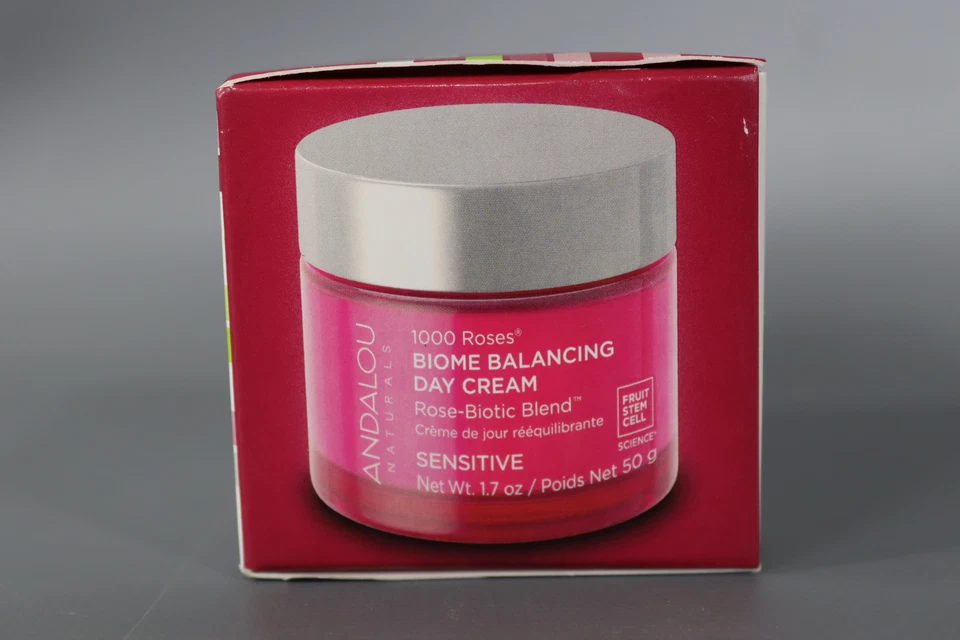 ANDALOU
NATURALS
1000 Roses®
BIOME BALANCING
DAY CREAM
Rose-Biotic Blend™
Crème de jour rééquilibrante
SENSITIVE
Net Wt. 1.7 oz / Poids Net 50 g
FRUIT
STEM
CELL
SCIENCE®